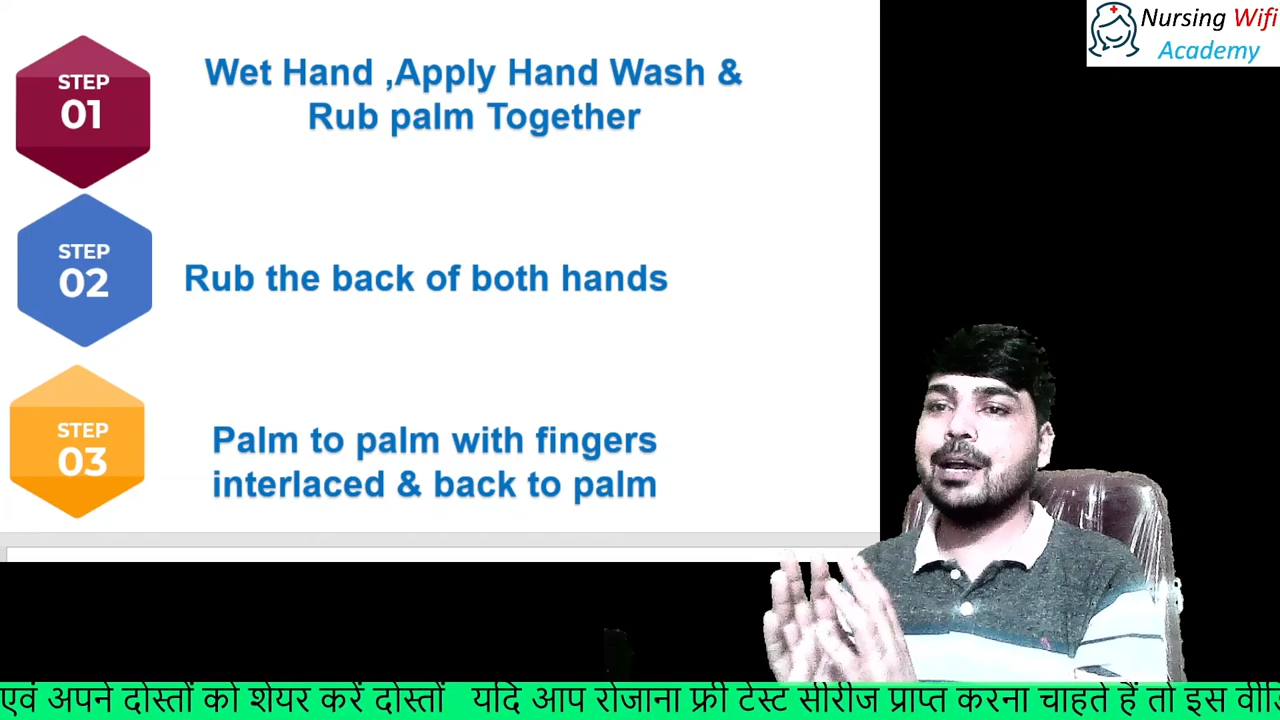 Nursing Wifi
Academy
STEP
01
Wet Hand ,Apply Hand Wash &
Rub palm Together
STEP
02
Rub the back of both hands
STEP
03
Palm to palm with fingers
interlaced & back to palm
एवं अपने दोस्तों को शेयर करें दोस्तों यदि आप रोजाना फ्री टेस्ट सीरीज प्राप्त करना चाहते हैं तो इस